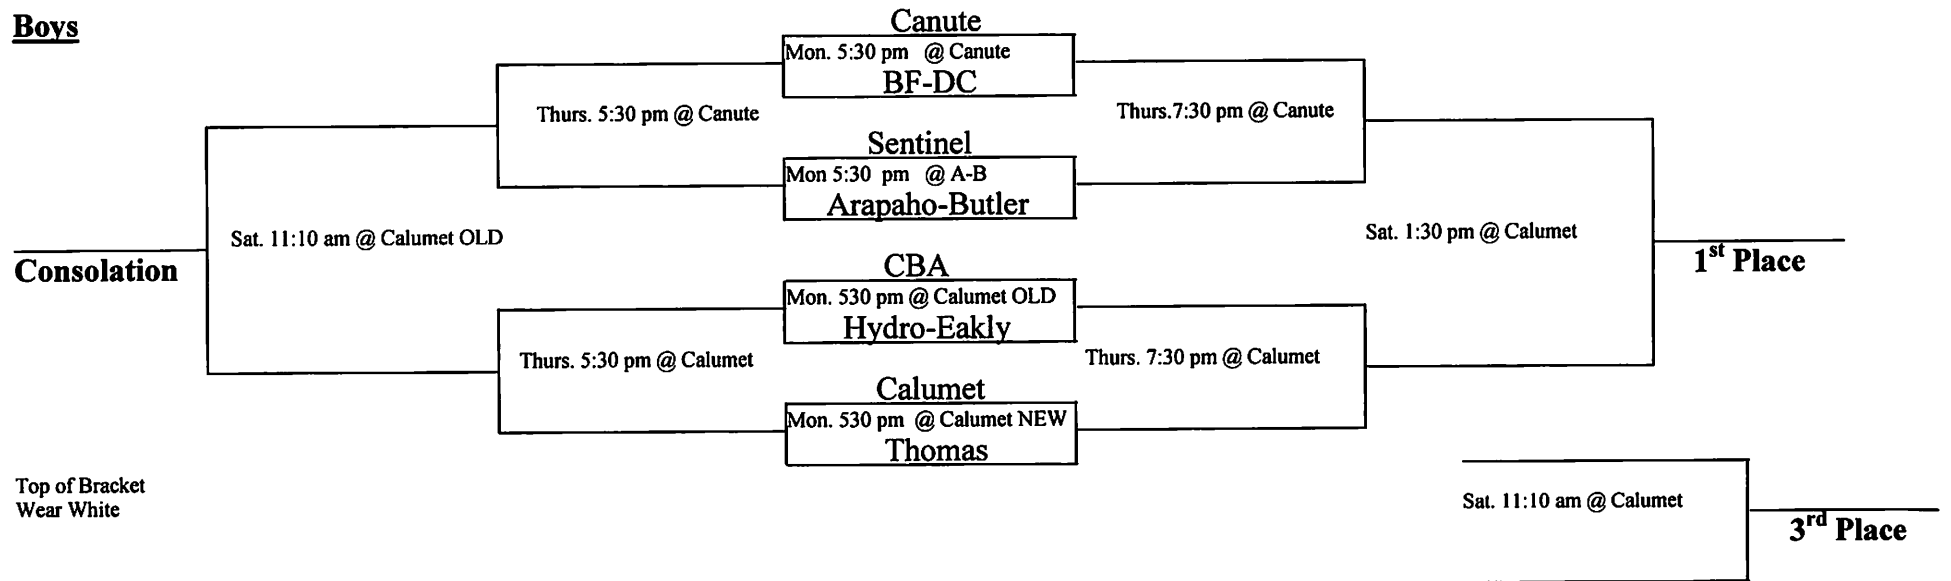 Boys
Canute
Mon. 5:30 pm @ Canute
BF-DC
Thurs. 5:30 pm @ Canute
Thurs.7:30 pm @ Canute
Sentinel
Mon 5:30 pm @ A-B
Arapaho-Butler
Sat. 11:10 am @ Calumet OLD
Sat. 1:30 pm @ Calumet
Consolation
1st Place
CBA
Mon. 530 pm @ Calumet OLD
Hydro-Eakly
Thurs. 5:30 pm @ Calumet
Thurs. 7:30 pm @ Calumet
Calumet
Mon. 530 pm @ Calumet NEW
Thomas
Top of Bracket
Wear White
Sat. 11:10 am @ Calumet
3rd Place